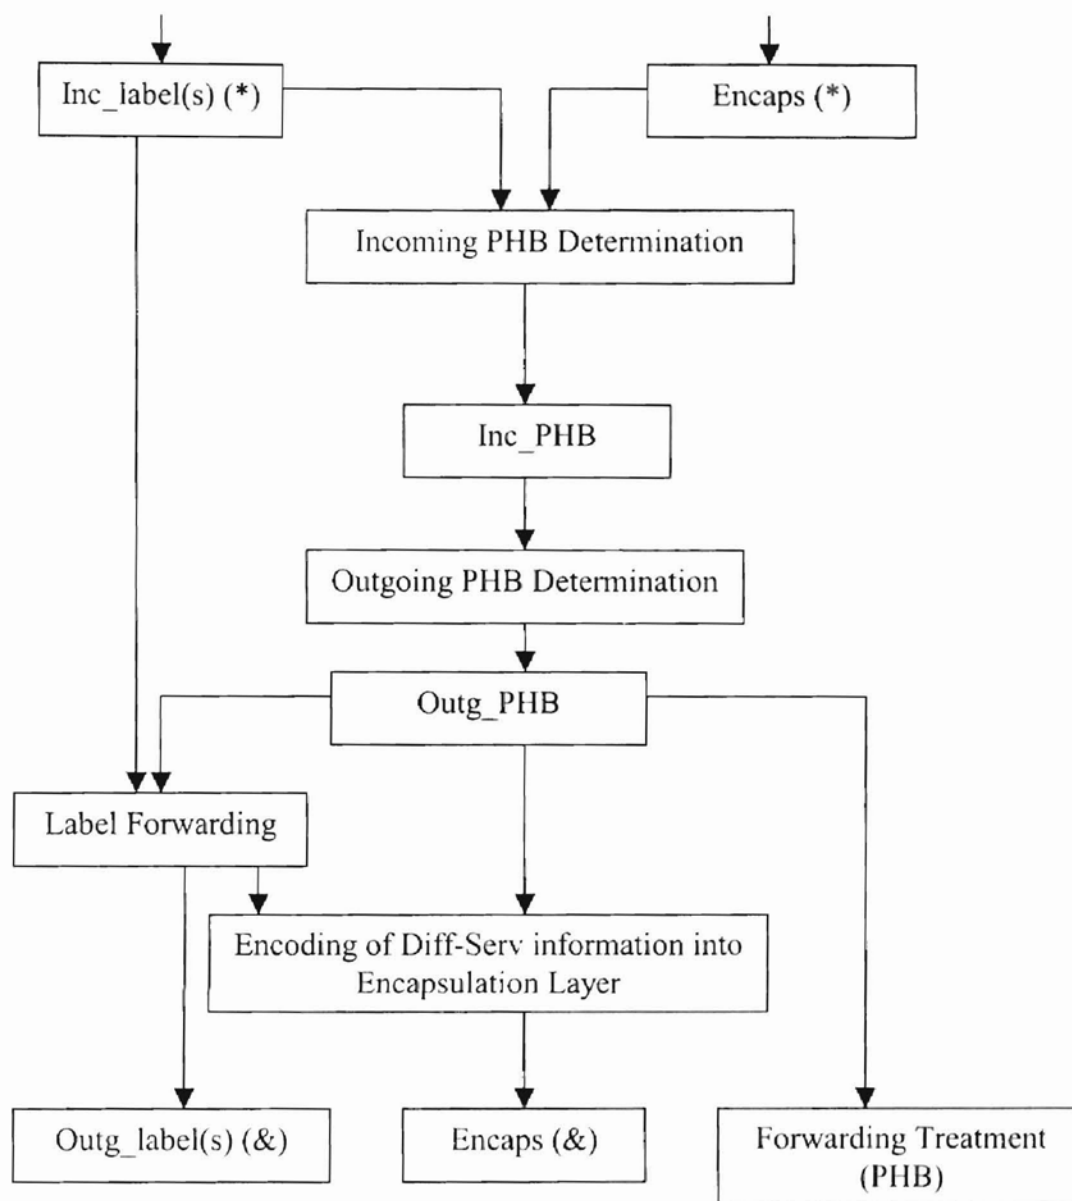 Inc_label(s) (*)
Encaps (*)
Incoming PHB Determination
Inc_PHB
Outgoing PHB Determination
Outg_PHB
Label Forwarding
Encoding of Diff-Serv information into
Encapsulation Layer
Outg_label(s) (&)
Encaps (&)
Forwarding Treatment
(PHB)